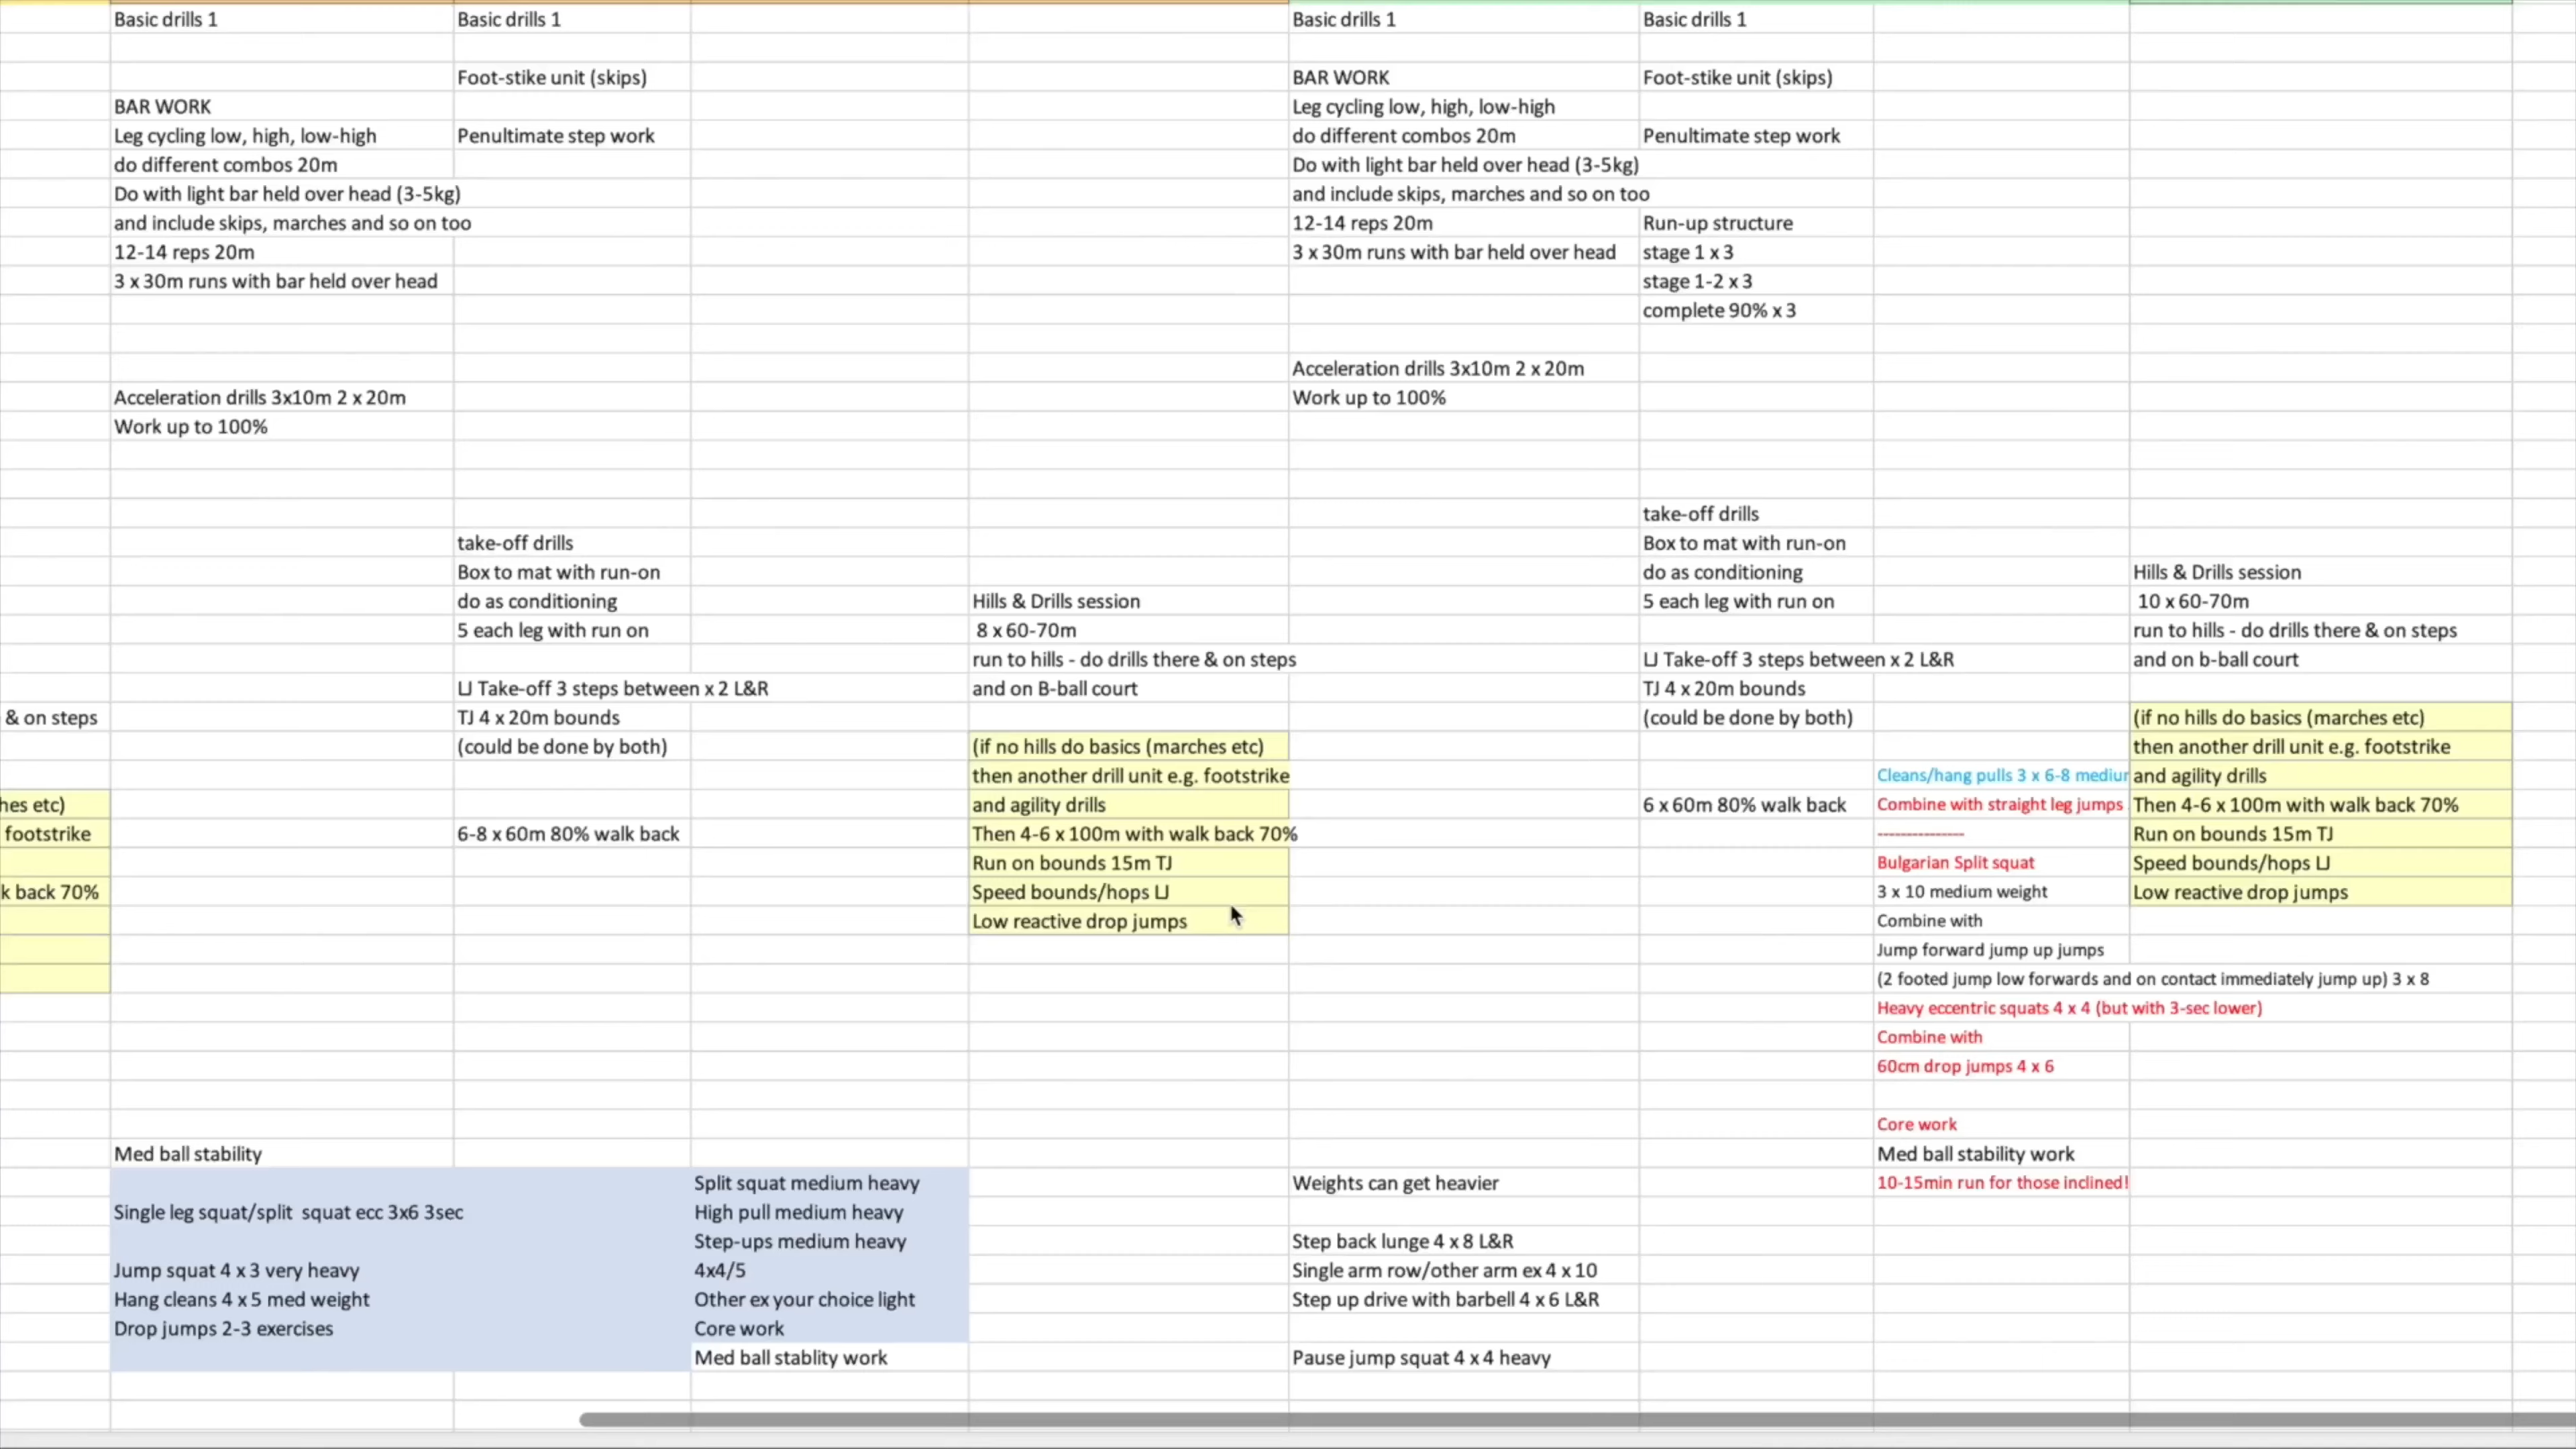 Basic drills 1
Basic drills 1
Basic drills 1
Basic drills 1
Foot-stike unit (skips)
BAR WORK
Foot-stike unit (skips)
BAR WORK
Leg cycling low, high, low-high
Leg cycling low, high, low-high
Penultimate step work
do different combos 20m
Penultimate step work
do different combos 20m
Do with light bar held over head (3-5kg)
Do with light bar held over head (3-5kg)
and include skips, marches and so on too
and include skips, marches and so on too
12-14 reps 20m
Run-up structure
12-14 reps 20m
3 x 30m runs with bar held over head
stage 1 x 3
3 x 30m runs with bar held over head
stage 1-2 x 3
complete 90% x 3
Acceleration drills 3x10m 2 x 20m
Acceleration drills 3x10m 2 x 20m
Work up to 100%
Work up to 100%
take-off drills
take-off drills
Box to mat with run-on
Box to mat with run-on
do as conditioning
Hills & Drills session
do as conditioning
Hills & Drills session
5 each leg with run on
10 x 60-70m
5 each leg with run on
8 x 60-70m
run to hills - do drills there & on steps
run to hills - do drills there & on steps
LJ Take-off 3 steps between x 2 L&R
and on b-ball court
LJ Take-off 3 steps between x 2 L&R
and on B-ball court
TJ 4 x 20m bounds
& on steps
TJ 4 x 20m bounds
(could be done by both)
(if no hills do basics (marches etc)
(could be done by both)
(if no hills do basics (marches etc)
then another drill unit e.g. footstrike
then another drill unit e.g. footstrike
Cleans/hang pulls 3 x 6-8
and agility drills
hes etc)
and agility drills
6 x 60m 80% walk back
Combine with straight leg jumps
Then 4-6 x 100m with walk back 70%
footstrike
6-8 x 60m 80% walk back
Then 4-6 x 100m with walk back 70%
---------------
Run on bounds 15m TJ
Run on bounds 15m TJ
Bulgarian Split squat
Speed bounds/hops LJ
k back 70%
Speed bounds/hops LJ
3 x 10 medium weight
Low reactive drop jumps
Low reactive drop jumps
Combine with
Jump forward jump up jumps
(2 footed jump low forwards and on contact immediately jump up) 3 x 8
Heavy eccentric squats 4 x 4 (but with 3-sec lower)
Combine with
60cm drop jumps 4 x 6
Core work
Med ball stability
Med ball stability work
Split squat medium heavy
Weights can get heavier
10-15min run for those inclined!
Single leg squat/split  squat ecc 3x6 3sec
High pull medium heavy
Step-ups medium heavy
Step back lunge 4 x 8 L&R
Jump squat 4 x 3 very heavy
4x4/5
Single arm row/other arm ex 4 x 10
Hang cleans 4 x 5 med weight
Other ex your choice light
Step up drive with barbell 4 x 6 L&R
Drop jumps 2-3 exercises
Core work
Med ball stablity work
Pause jump squat 4 x 4 heavy